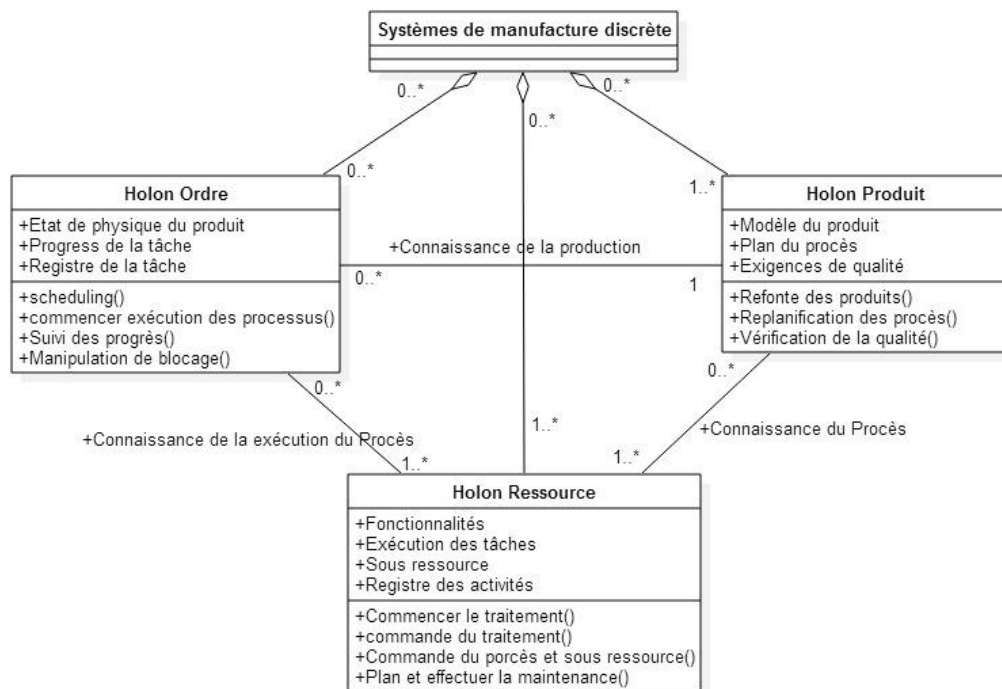 Systèmes de manufacture discrète
0..*
0..*
0..*
0..*
1..*
Holon Ordre
+Etat de physique du produit
+Progress de la tâche
+Registre de la tâche
+scheduling()
+commencer exécution des processus()
+Suivi des progrès()
+Manipulation de blocage()
Holon Produit
+Modèle du produit
+Plan du procès
+Exigences de qualité
+Refonte des produits()
+Replanification des procès()
+Vérification de la qualité()
+Connaissance de la production
0..*
1
0..*
0..*
+Connaissance de la exécution du Procès
1..*
1..*
+Connaissance du Procès
1..*
Holon Ressource
+Fonctionnalités
+Exécution des tâches
+Sous ressource
+Registre des activités
+Commencer le traitement()
+commande du traitement()
+Commande du porcès et sous ressource()
+Plan et effectuer la maintenance()